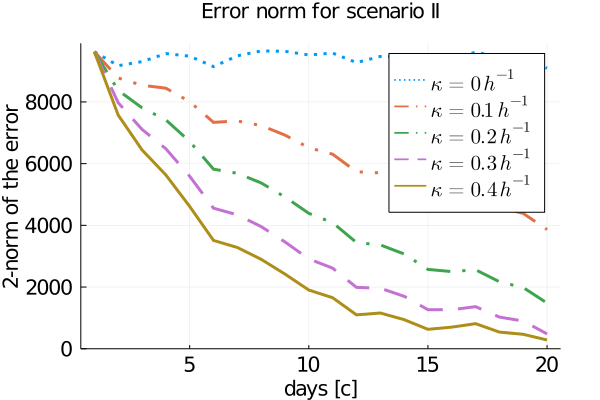 Error norm for scenario II
2-norm of the error
8000
6000
4000
2000
0
κ = 0 h⁻¹
κ = 0.1 h⁻¹
κ = 0.2 h⁻¹
κ = 0.3 h⁻¹
κ = 0.4 h⁻¹
5
10
15
20
days [c]